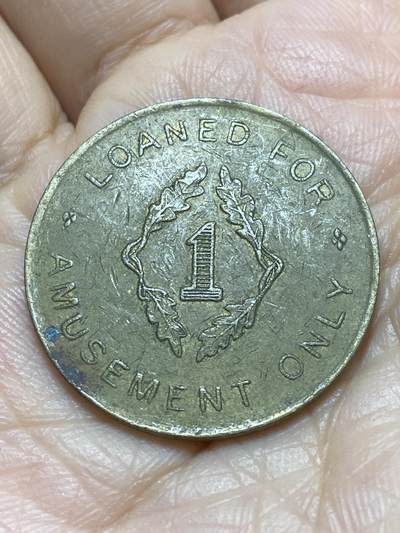 LOANED FOR
1
AMUSEMENT ONLY